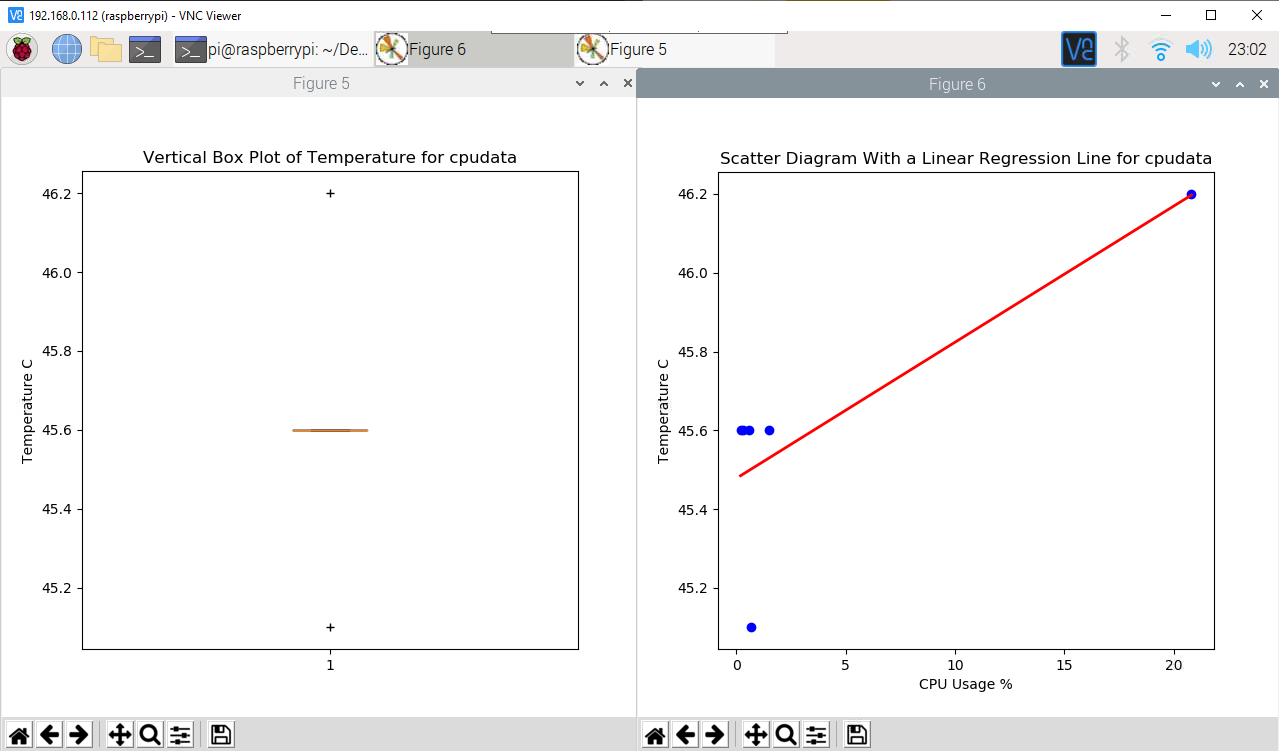 192.168.0.112 (raspberrypi) - VNC Viewer
pi@raspberrypi: ~/De... Figure 6 Figure 5 23:02
Figure 5
Vertical Box Plot of Temperature for cpudata
46.2
46.0
45.8
45.6
45.4
45.2
Temperature C
1
Figure 6
Scatter Diagram With a Linear Regression Line for cpudata
46.2
46.0
45.8
45.6
45.4
45.2
Temperature C
0 5 10 15 20
CPU Usage %